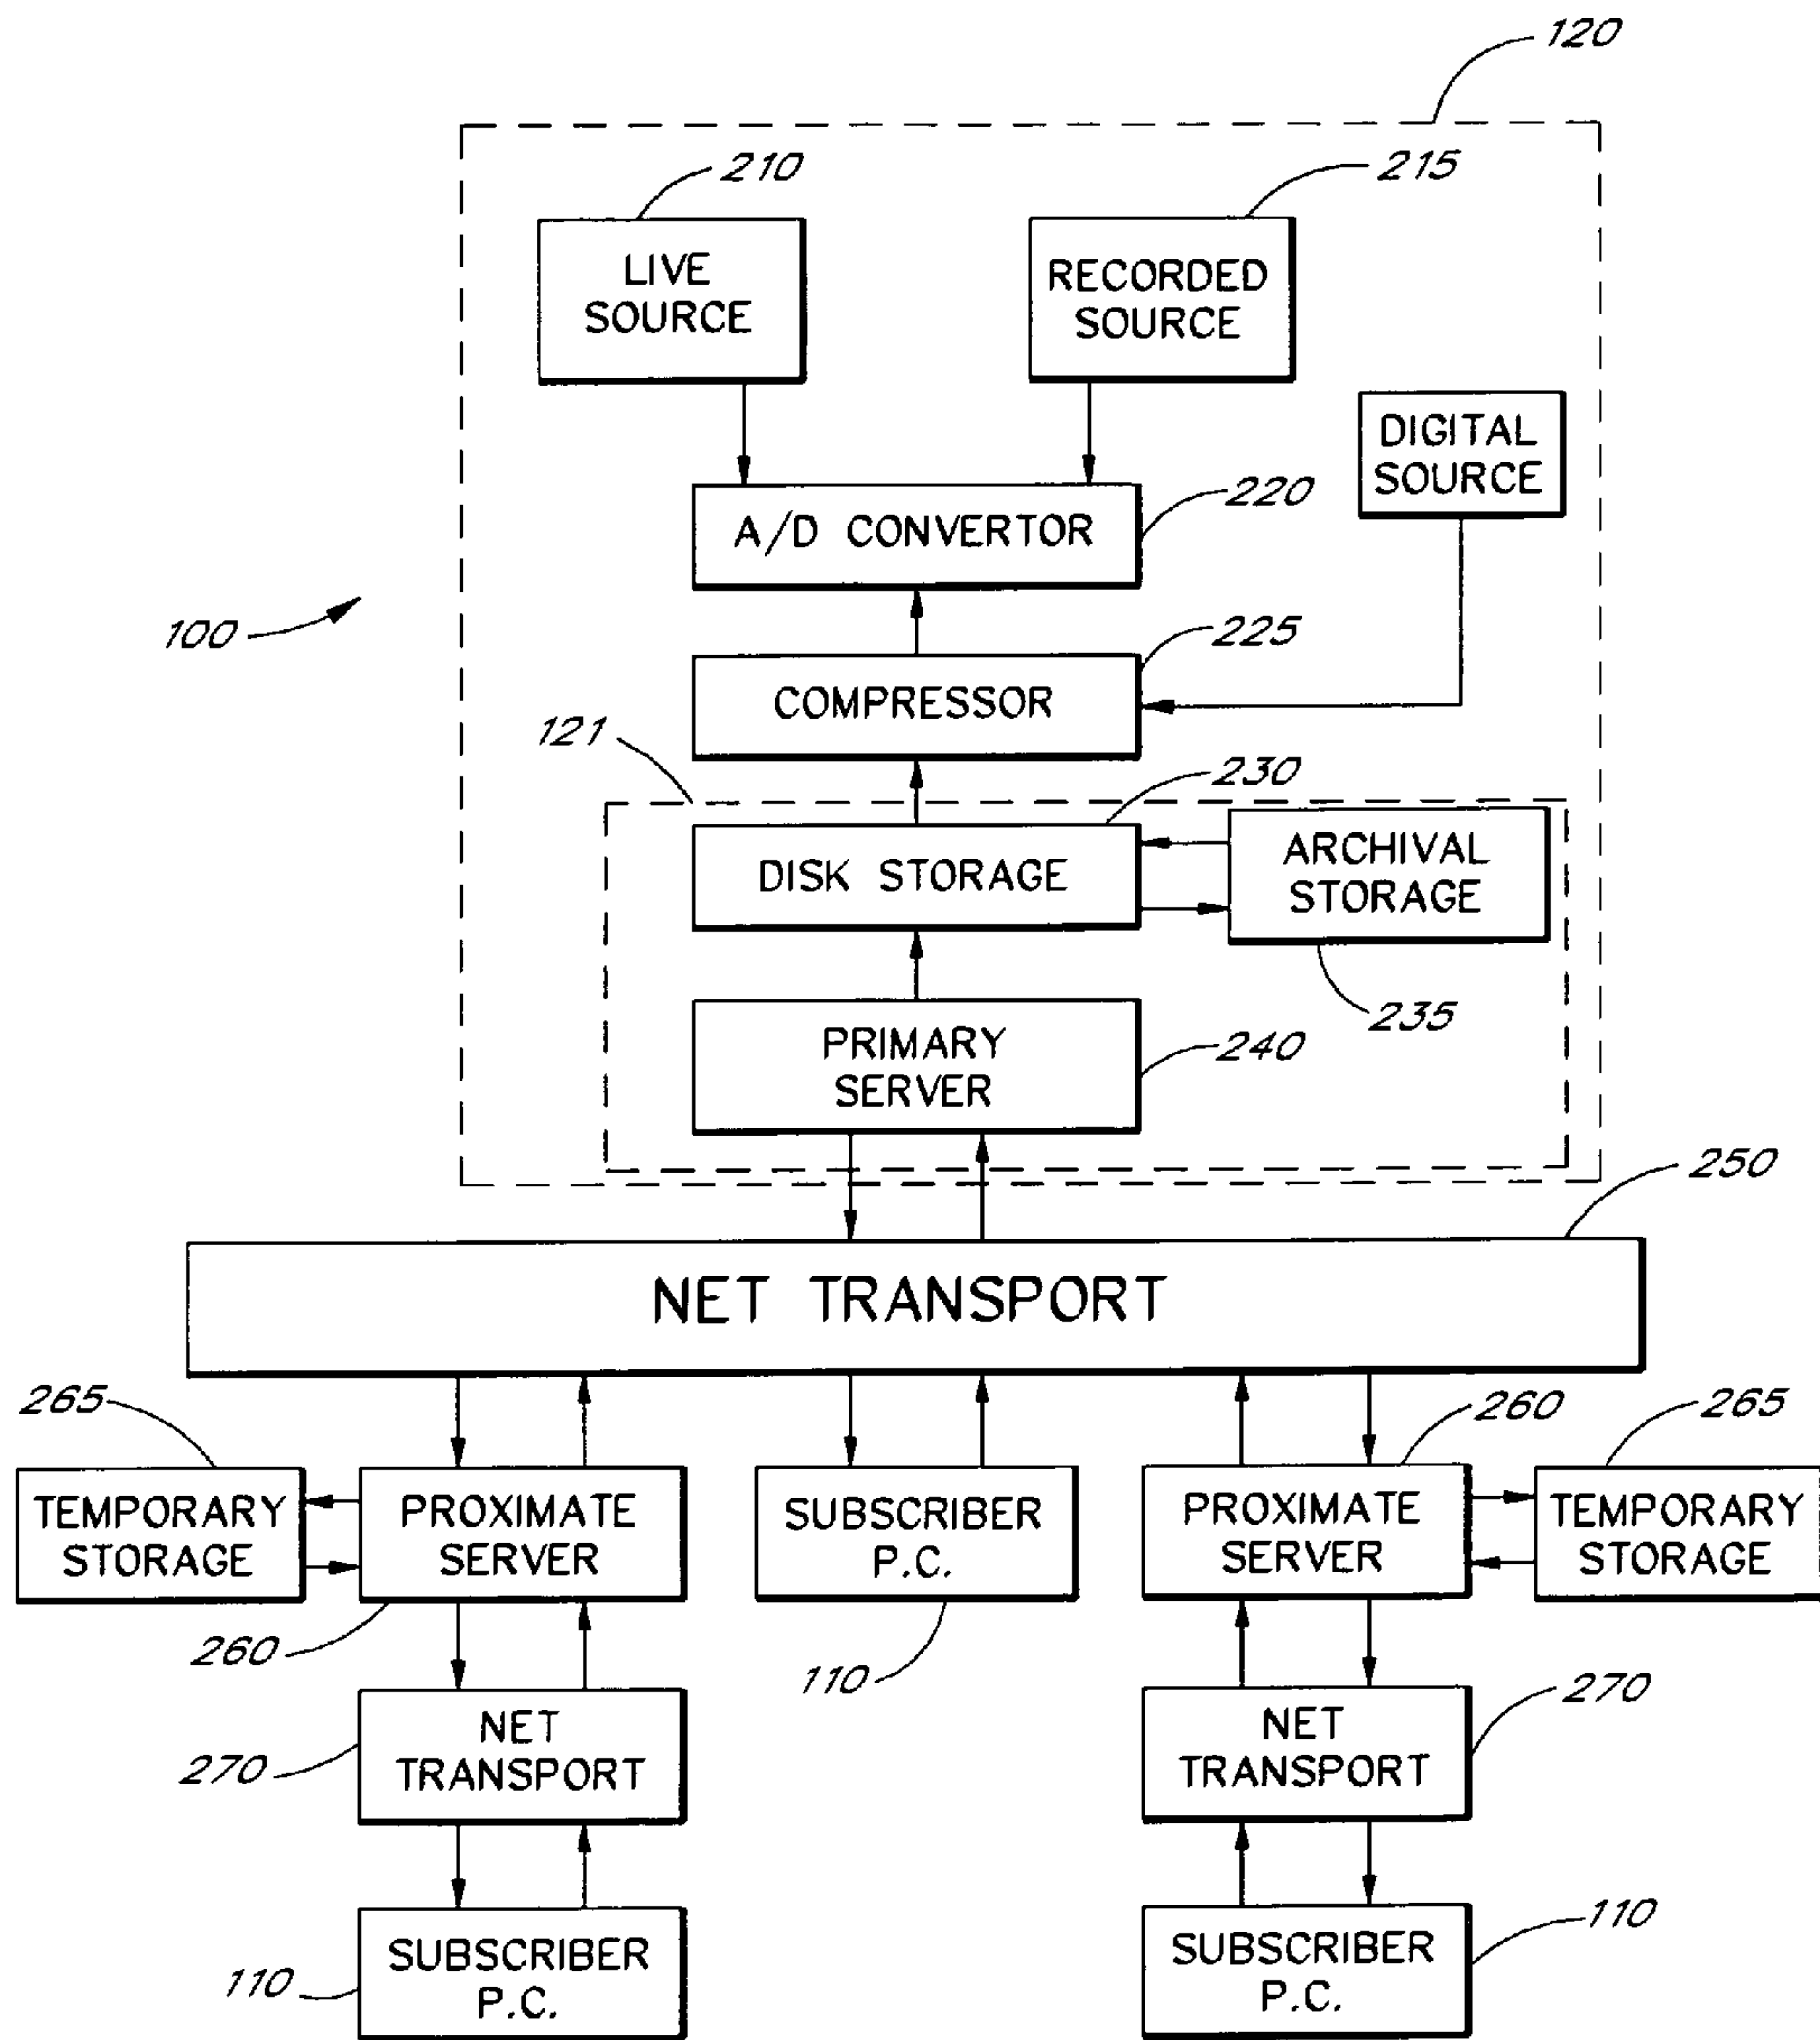 120
210
215
LIVE
SOURCE
RECORDED
SOURCE
DIGITAL
SOURCE
220
A/D CONVERTOR
100
225
COMPRESSOR
121
230
DISK STORAGE
ARCHIVAL
STORAGE
235
PRIMARY
SERVER
240
250
NET TRANSPORT
265
260
265
TEMPORARY
STORAGE
PROXIMATE
SERVER
SUBSCRIBER
P.C.
PROXIMATE
SERVER
TEMPORARY
STORAGE
260
110
270
NET
TRANSPORT
NET
TRANSPORT
270
110
SUBSCRIBER
P.C.
SUBSCRIBER
P.C.
110